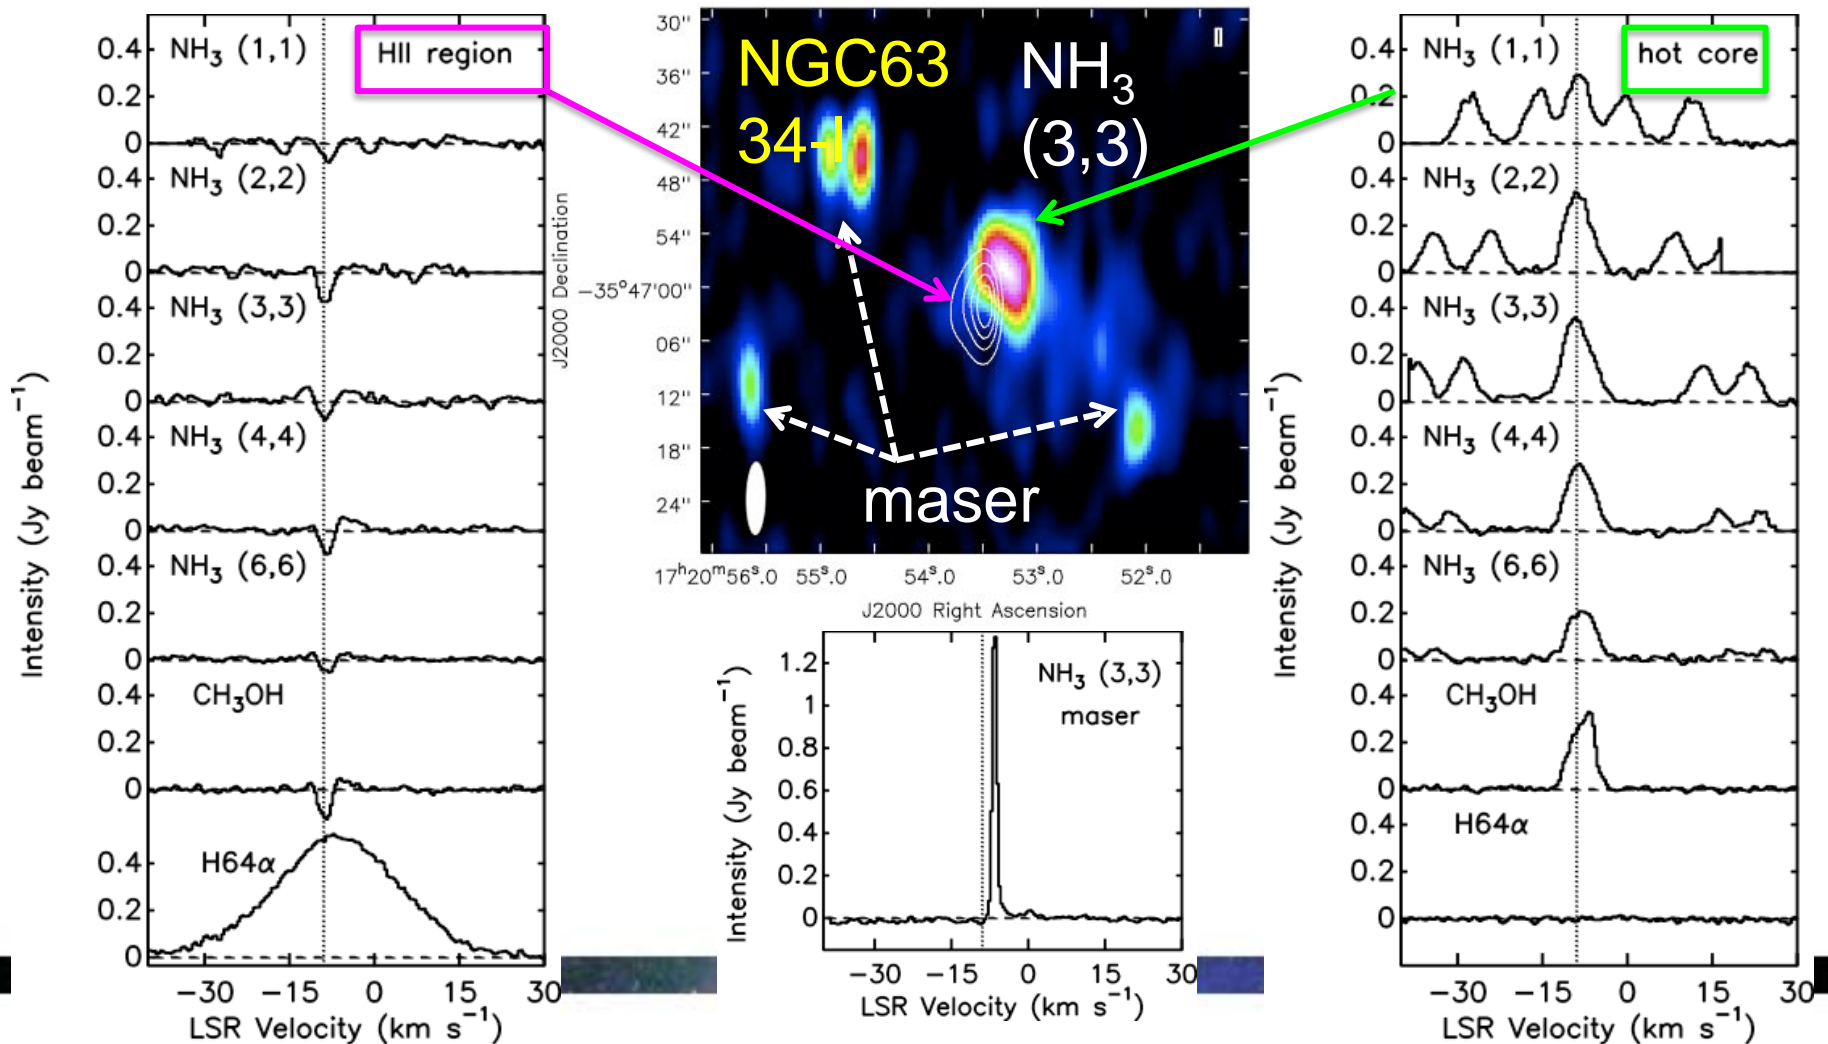 0.4
NH₃ (1,1)
HII region
0.2
0
0.4
NH₃ (2,2)
0.2
0
0.4
NH₃ (3,3)
0.2
0
0.4
NH₃ (4,4)
0.2
0
0.4
NH₃ (6,6)
0.2
0
0.4
CH₃OH
0.2
0
H64α
0.4
0.2
0
−30 −15 0 15 30
LSR Velocity (km s⁻¹)
Intensity (Jy beam⁻¹)
NGC63
34-I
NH₃
(3,3)
maser
30"
36"
42"
48"
54"
−35°47'00"
06"
12"
18"
24"
J2000 Declination
17ʰ20ᵐ56ˢ.0 55ˢ.0 54ˢ.0 53ˢ.0 52ˢ.0
J2000 Right Ascension
1.2
NH₃ (3,3)
maser
1
0.8
0.6
0.4
0.2
0
−30 −15 0 15 30
LSR Velocity (km s⁻¹)
Intensity (Jy beam⁻¹)
0.4
NH₃ (1,1)
hot core
0.2
0
0.4
NH₃ (2,2)
0.2
0
0.4
NH₃ (3,3)
0.2
0
0.4
NH₃ (4,4)
0.2
0
0.4
NH₃ (6,6)
0.2
0
0.4
CH₃OH
0.2
0
0.4
H64α
0.2
0
−30 −15 0 15 30
LSR Velocity (km s⁻¹)
Intensity (Jy beam⁻¹)